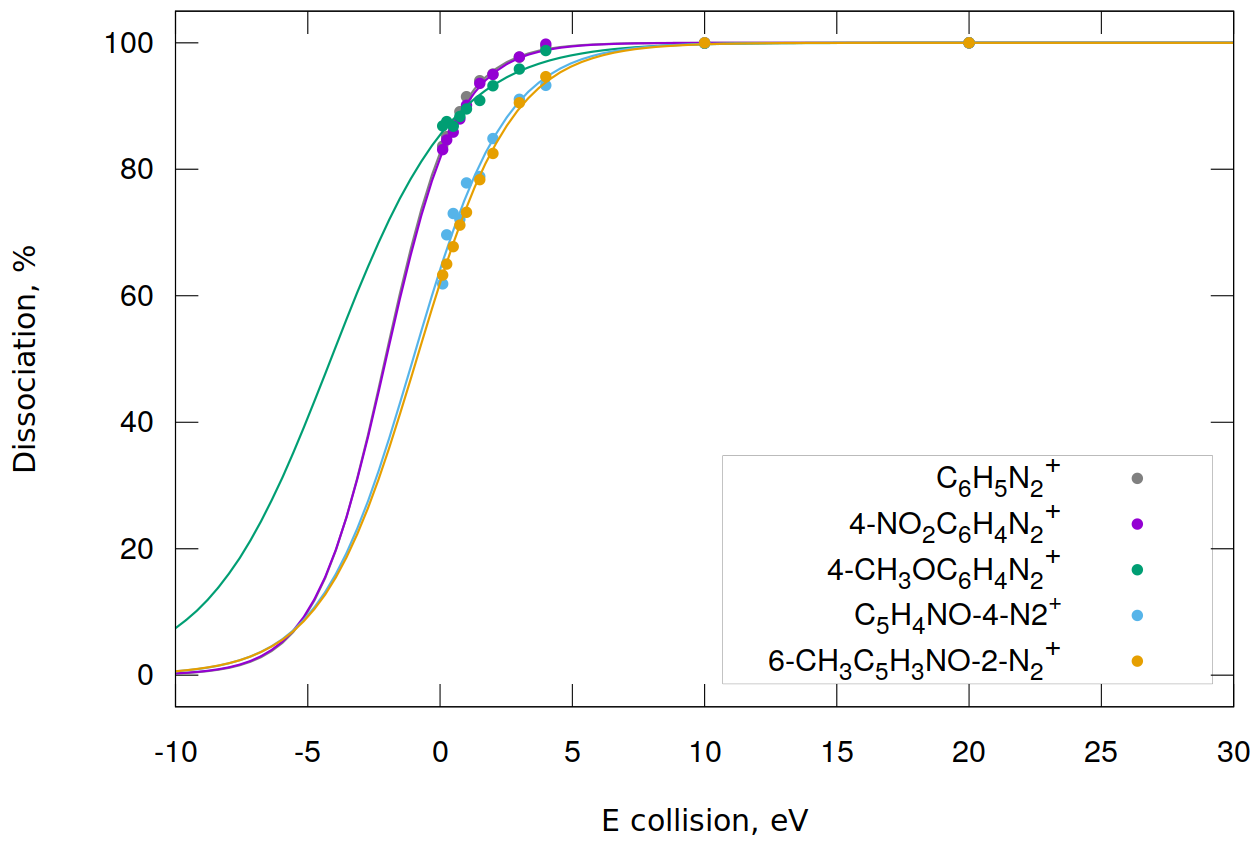 100
80
60
40
20
0
Dissociation, %
C₆H₅N₂⁺
4-NO₂C₆H₄N₂⁺
4-CH₃OC₆H₄N₂⁺
C₅H₄NO-4-N2⁺
6-CH₃C₅H₃NO-2-N₂⁺
-10 -5 0 5 10 15 20 25 30
E collision, eV